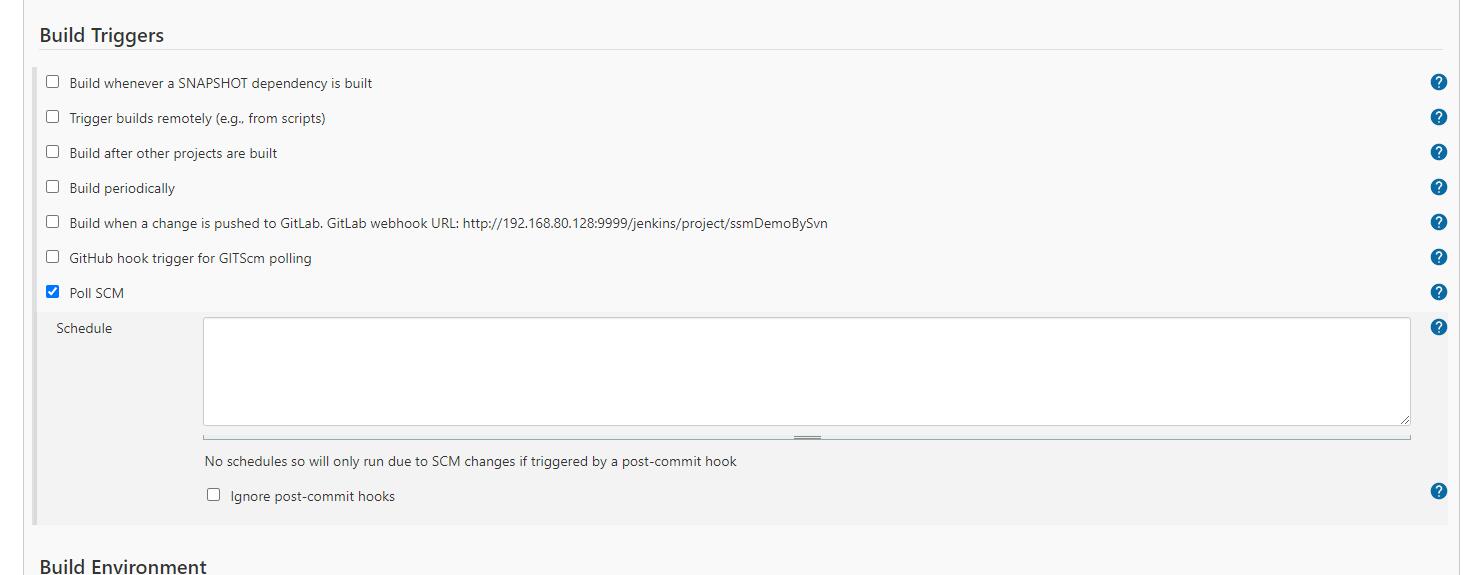 Build Triggers
Build whenever a SNAPSHOT dependency is built
Trigger builds remotely (e.g., from scripts)
Build after other projects are built
Build periodically
Build when a change is pushed to GitLab. GitLab webhook URL: http://192.168.80.128:9999/jenkins/project/ssmDemoBySvn
GitHub hook trigger for GITScm polling
Poll SCM
Schedule
No schedules so will only run due to SCM changes if triggered by a post-commit hook
Ignore post-commit hooks
Build Environment